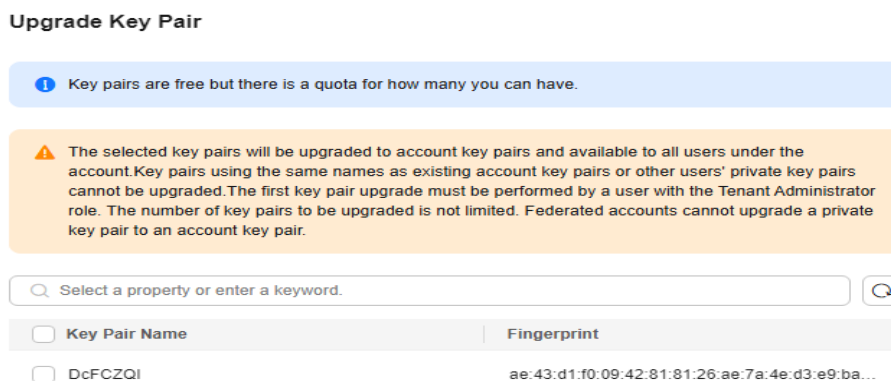 Upgrade Key Pair
Key pairs are free but there is a quota for how many you can have.
The selected key pairs will be upgraded to account key pairs and available to all users under the
account.Key pairs using the same names as existing account key pairs or other users' private key pairs
cannot be upgraded.The first key pair upgrade must be performed by a user with the Tenant Administrator
role. The number of key pairs to be upgraded is not limited. Federated accounts cannot upgrade a private
key pair to an account key pair.
Select a property or enter a keyword.
Key Pair Name Fingerprint
DcFCZQI ae:43:d1:f0:09:42:81:81:26:ae:7a:4e:d3:e9:ba...